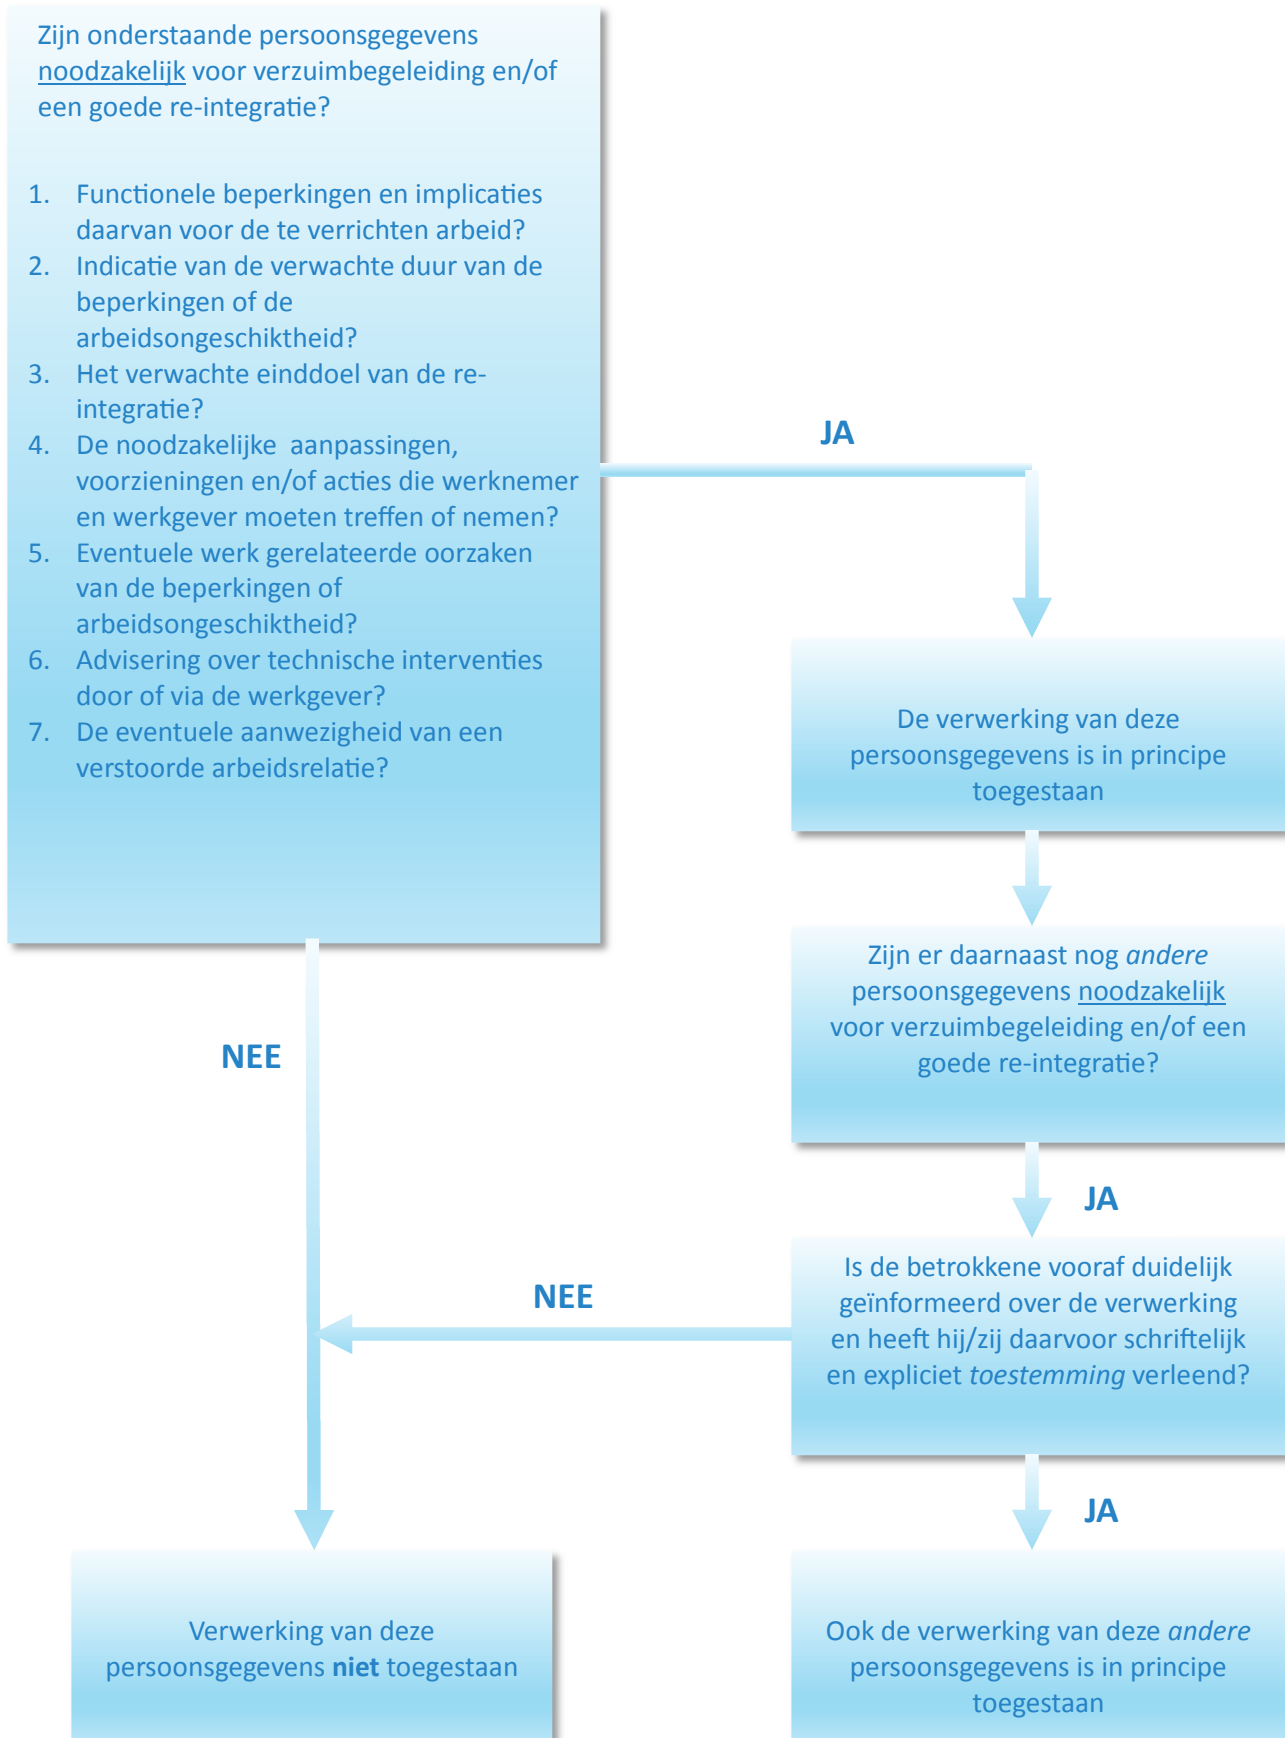 Zijn onderstaande persoonsgegevens
noodzakelijk voor verzuimbegeleiding en/of
een goede re-integratie?
1. Functionele beperkingen en implicaties
daarvan voor de te verrichten arbeid?
2. Indicatie van de verwachte duur van de
beperkingen of de
arbeidsongeschiktheid?
3. Het verwachte einddoel van de re-
integratie?
4. De noodzakelijke aanpassingen,
voorzieningen en/of acties die werknemer
en werkgever moeten treffen of nemen?
5. Eventuele werk gerelateerde oorzaken
van de beperkingen of
arbeidsongeschiktheid?
6. Advisering over technische interventies
door of via de werkgever?
7. De eventuele aanwezigheid van een
verstoorde arbeidsrelatie?
JA
De verwerking van deze
persoonsgegevens is in principe
toegestaan
Zijn er daarnaast nog andere
persoonsgegevens noodzakelijk
voor verzuimbegeleiding en/of een
goede re-integratie?
NEE
JA
Is de betrokkene vooraf duidelijk
geïnformeerd over de verwerking
en heeft hij/zij daarvoor schriftelijk
en expliciet toestemming verleend?
NEE
JA
Verwerking van deze
persoonsgegevens niet toegestaan
Ook de verwerking van deze andere
persoonsgegevens is in principe
toegestaan